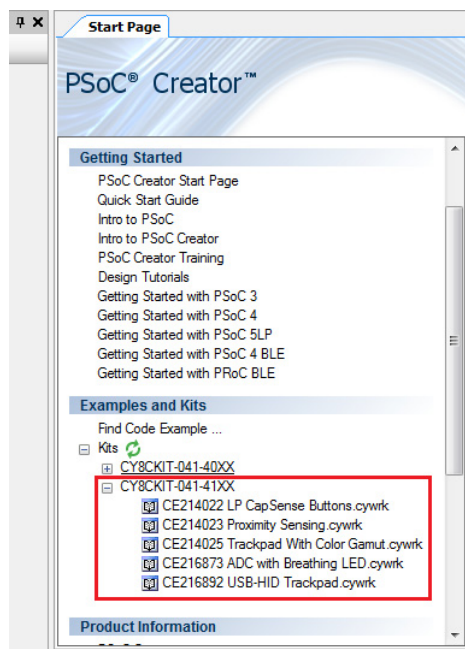 Start Page
PSoC® Creator™
Getting Started
PSoC Creator Start Page
Quick Start Guide
Intro to PSoC
Intro to PSoC Creator
PSoC Creator Training
Design Tutorials
Getting Started with PSoC 3
Getting Started with PSoC 4
Getting Started with PSoC 5LP
Getting Started with PSoC 4 BLE
Getting Started with PRoC BLE
Examples and Kits
Find Code Example ...
Kits
CY8CKIT-041-40XX
CY8CKIT-041-41XX
CE214022 LP CapSense Buttons.cywrk
CE214023 Proximity Sensing.cywrk
CE214025 Trackpad With Color Gamut.cywrk
CE216873 ADC with Breathing LED.cywrk
CE216892 USB-HID Trackpad.cywrk
Product Information